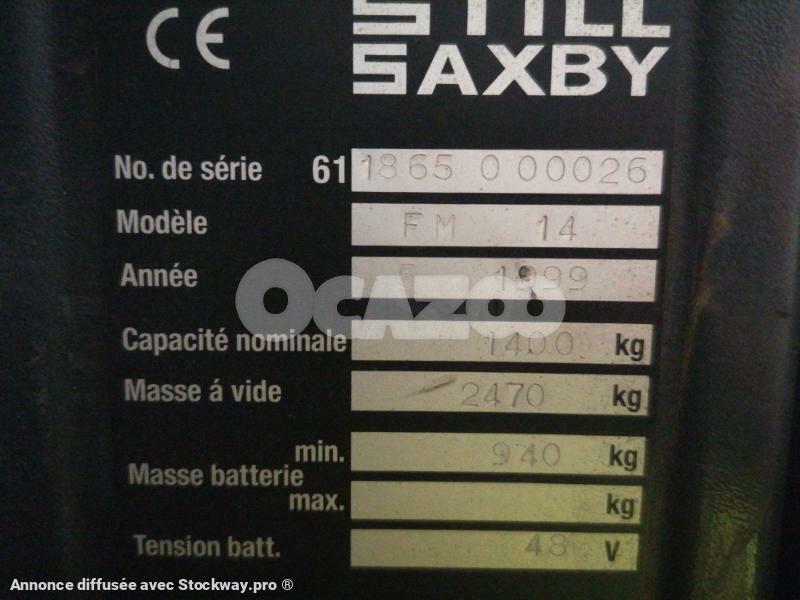 CE
STILL
SAXBY
No. de série 61 1865 0 00026
Modèle FM 14
Année 6 1999
OCAZOO
Capacité nominale 1400 kg
Masse á vide 2470 kg
min. 940 kg
Masse batterie
max. kg
Tension batt. 48 V
Annonce diffusée avec Stockway.pro ®